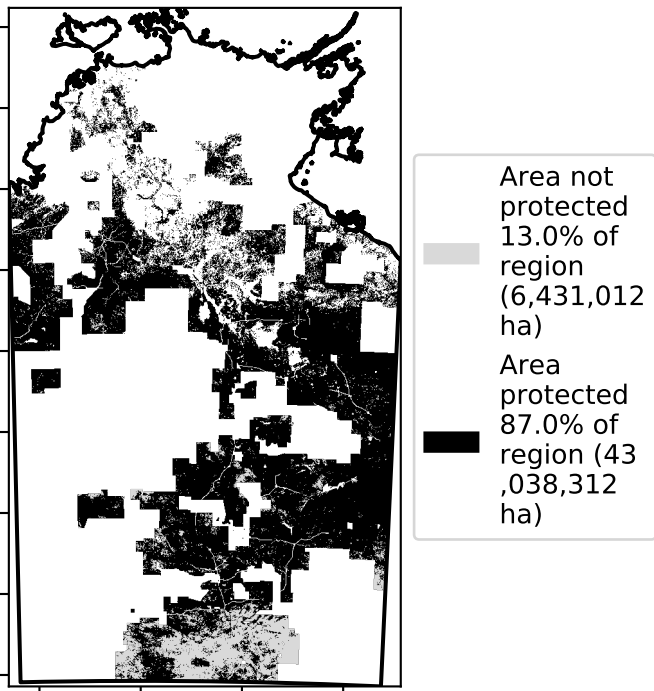 Area not
protected
13.0% of
region
(6,431,012
ha)
Area
protected
87.0% of
region (43
,038,312
ha)